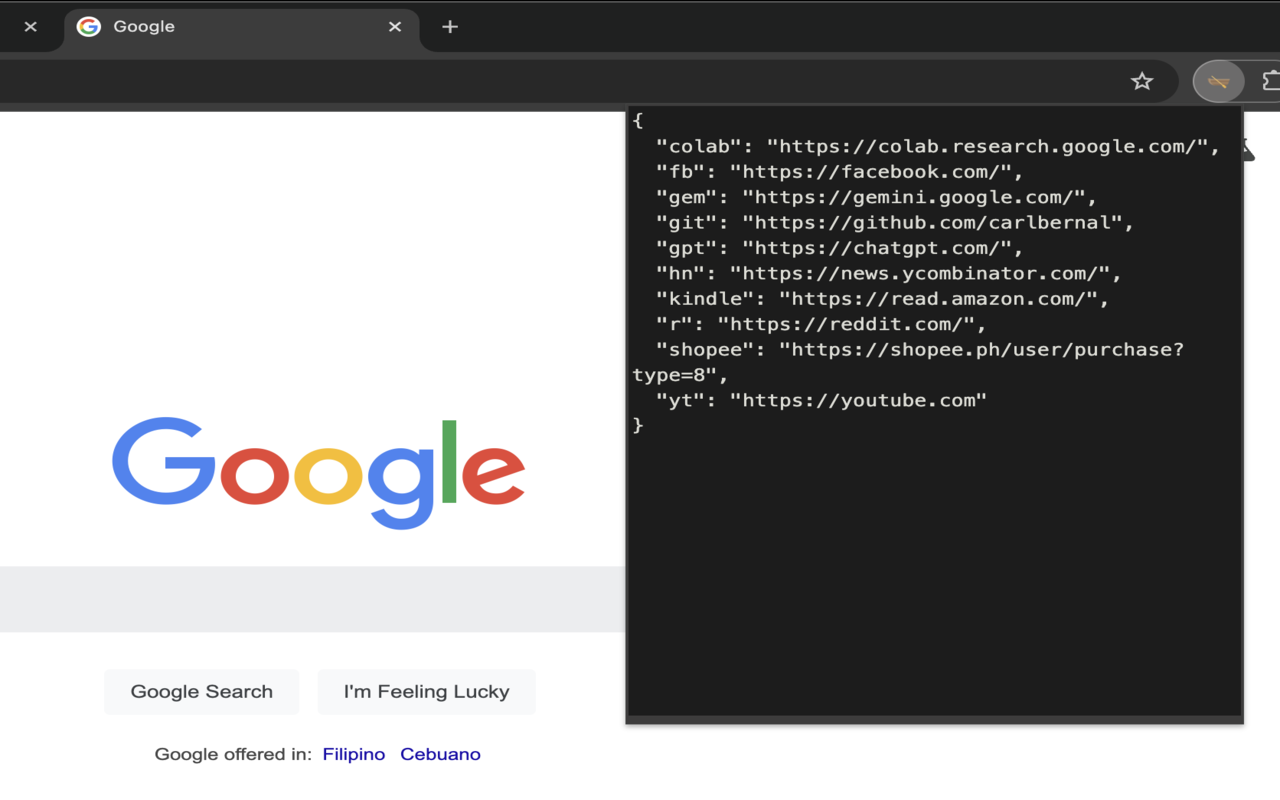 Google
{
  "colab": "https://colab.research.google.com/",
  "fb": "https://facebook.com/",
  "gem": "https://gemini.google.com/",
  "git": "https://github.com/carlbernal",
  "gpt": "https://chatgpt.com/",
  "hn": "https://news.ycombinator.com/",
  "kindle": "https://read.amazon.com/",
  "r": "https://reddit.com/",
  "shopee": "https://shopee.ph/user/purchase?
type=8",
  "yt": "https://youtube.com"
}
Google
Google Search
I'm Feeling Lucky
Google offered in: Filipino Cebuano